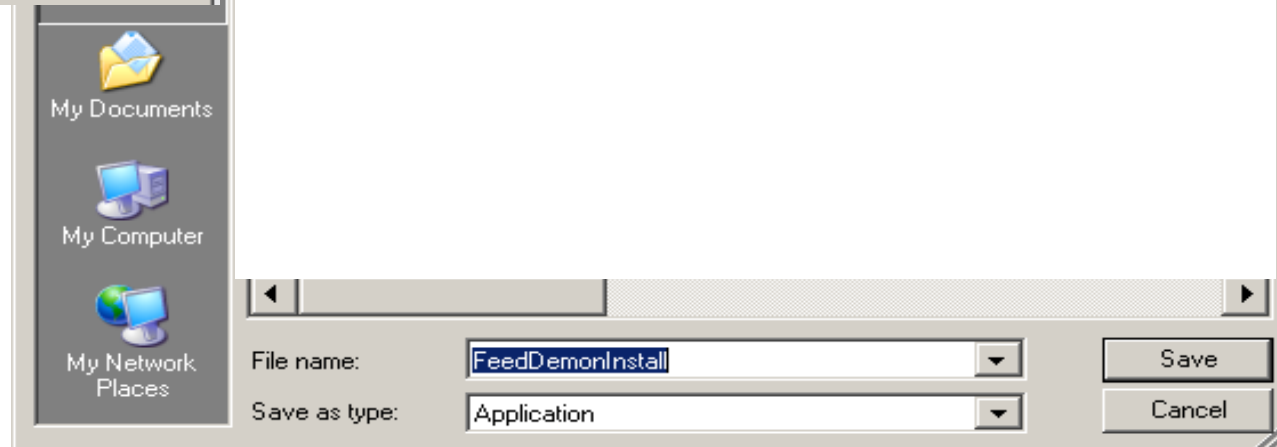 My Documents
My Computer
My Network
Places
File name:
FeedDemonInstall
Save
Save as type:
Application
Cancel